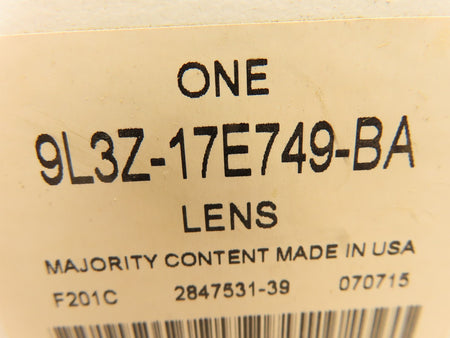 ONE
9L3Z-17E749-BA
LENS
MAJORITY CONTENT MADE IN USA
F201C 2847531-39 070715